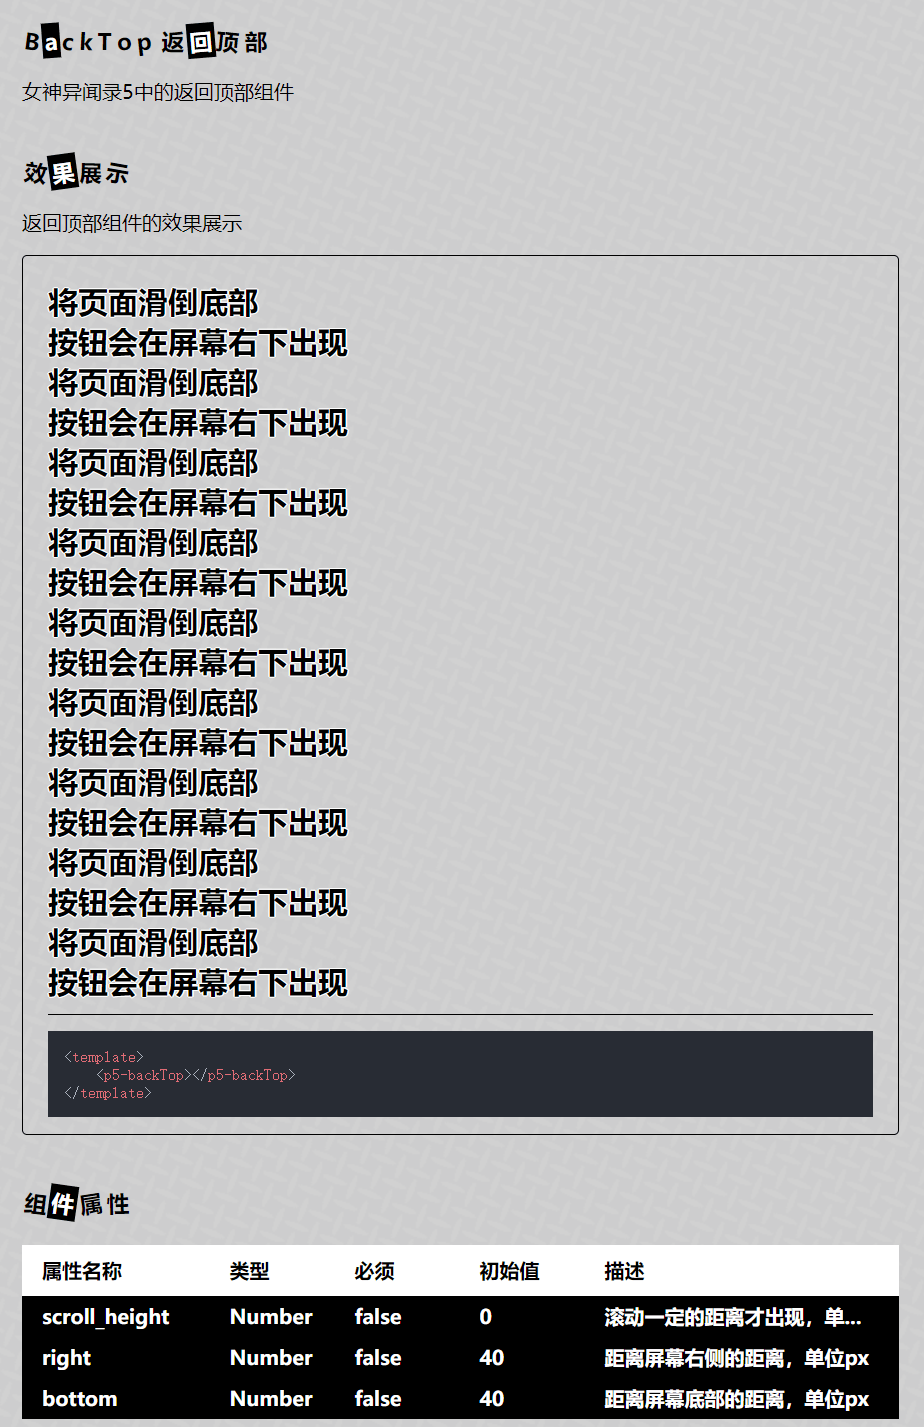 BackTop 返回顶部
女神异闻录5中的返回顶部组件
效果展示
返回顶部组件的效果展示
将页面滑倒底部
按钮会在屏幕右下出现
将页面滑倒底部
按钮会在屏幕右下出现
将页面滑倒底部
按钮会在屏幕右下出现
将页面滑倒底部
按钮会在屏幕右下出现
将页面滑倒底部
按钮会在屏幕右下出现
将页面滑倒底部
按钮会在屏幕右下出现
将页面滑倒底部
按钮会在屏幕右下出现
将页面滑倒底部
按钮会在屏幕右下出现
将页面滑倒底部
按钮会在屏幕右下出现
<template>
    <p5-backTop></p5-backTop>
</template>
组件属性
属性名称 类型 必须 初始值 描述
scroll_height Number false 0 滚动一定的距离才出现，单...
right Number false 40 距离屏幕右侧的距离，单位px
bottom Number false 40 距离屏幕底部的距离，单位px